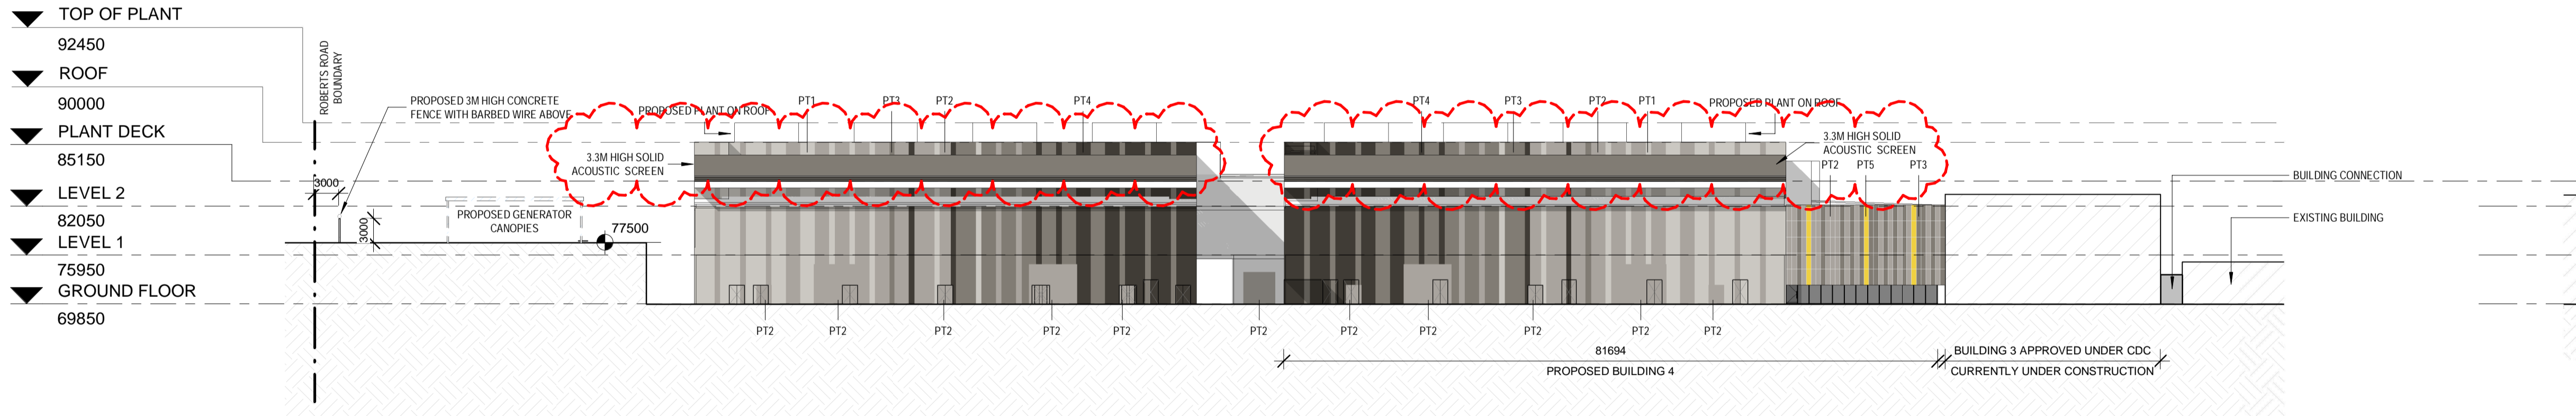 TOP OF PLANT
92450
ROOF
90000
PLANT DECK
85150
LEVEL 2
82050
LEVEL 1
75950
GROUND FLOOR
69850
ROBERTS ROAD
BOUNDARY
PROPOSED 3M HIGH CONCRETE
FENCE WITH BARBED WIRE ABOVE
3000
3000
PROPOSED GENERATOR
CANOPIES
77500
PROPOSED PLANT ON ROOF
PT1
PT3
PT2
PT4
3.3M HIGH SOLID
ACOUSTIC SCREEN
PT4
PT3
PT2
PT1
PROPOSED PLANT ON ROOF
3.3M HIGH SOLID
ACOUSTIC SCREEN
PT2
PT5
PT3
BUILDING CONNECTION
EXISTING BUILDING
PT2
PT2
PT2
PT2
PT2
PT2
PT2
PT2
PT2
PT2
PT2
81694
PROPOSED BUILDING 4
BUILDING 3 APPROVED UNDER CDC
CURRENTLY UNDER CONSTRUCTION